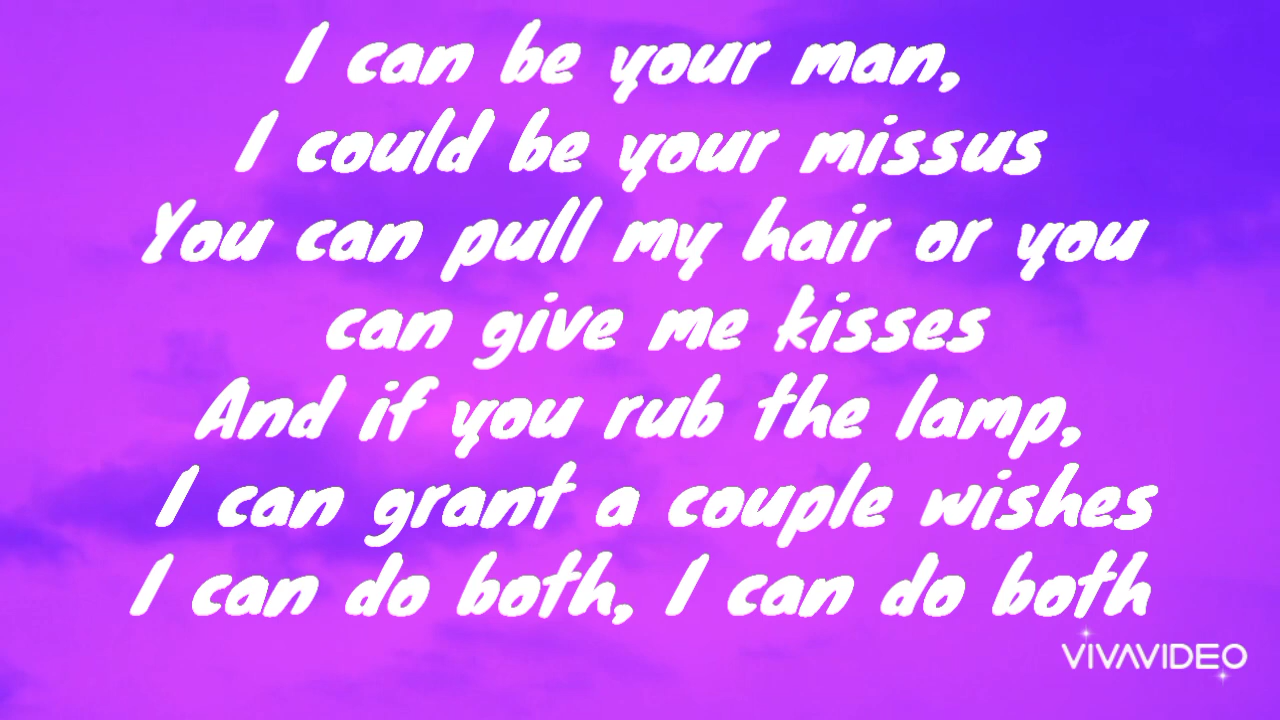 I can be your man,
I could be your missus
You can pull my hair or you
can give me kisses
And if you rub the lamp,
I can grant a couple wishes
I can do both, I can do both
VIVAVIDEO